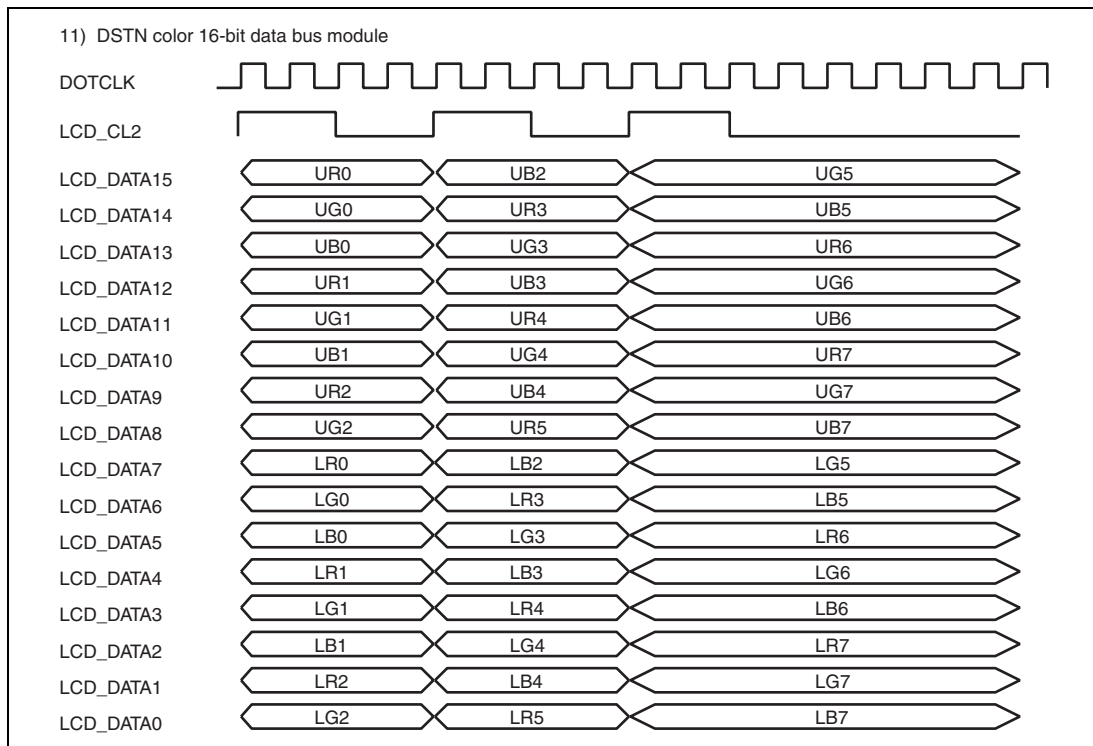 11) DSTN color 16-bit data bus module
DOTCLK
LCD_CL2
LCD_DATA15 UR0 UB2 UG5
LCD_DATA14 UG0 UR3 UB5
LCD_DATA13 UB0 UG3 UR6
LCD_DATA12 UR1 UB3 UG6
LCD_DATA11 UG1 UR4 UB6
LCD_DATA10 UB1 UG4 UR7
LCD_DATA9 UR2 UB4 UG7
LCD_DATA8 UG2 UR5 UB7
LCD_DATA7 LR0 LB2 LG5
LCD_DATA6 LG0 LR3 LB5
LCD_DATA5 LB0 LG3 LR6
LCD_DATA4 LR1 LB3 LG6
LCD_DATA3 LG1 LR4 LB6
LCD_DATA2 LB1 LG4 LR7
LCD_DATA1 LR2 LB4 LG7
LCD_DATA0 LG2 LR5 LB7